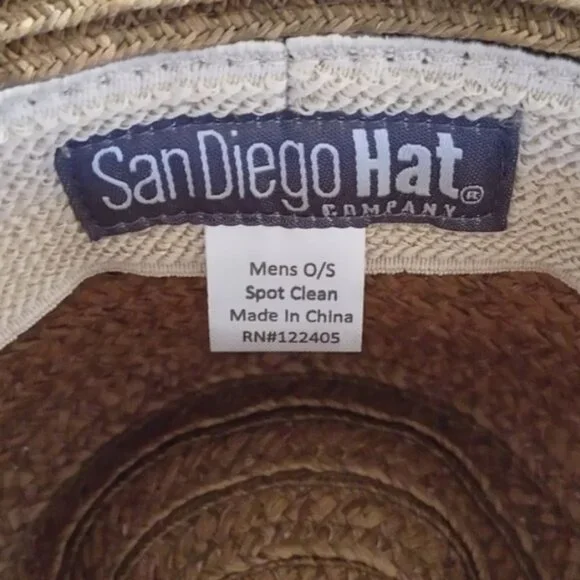 San Diego Hat®
COMPANY
Mens O/S
Spot Clean
Made In China
RN#122405